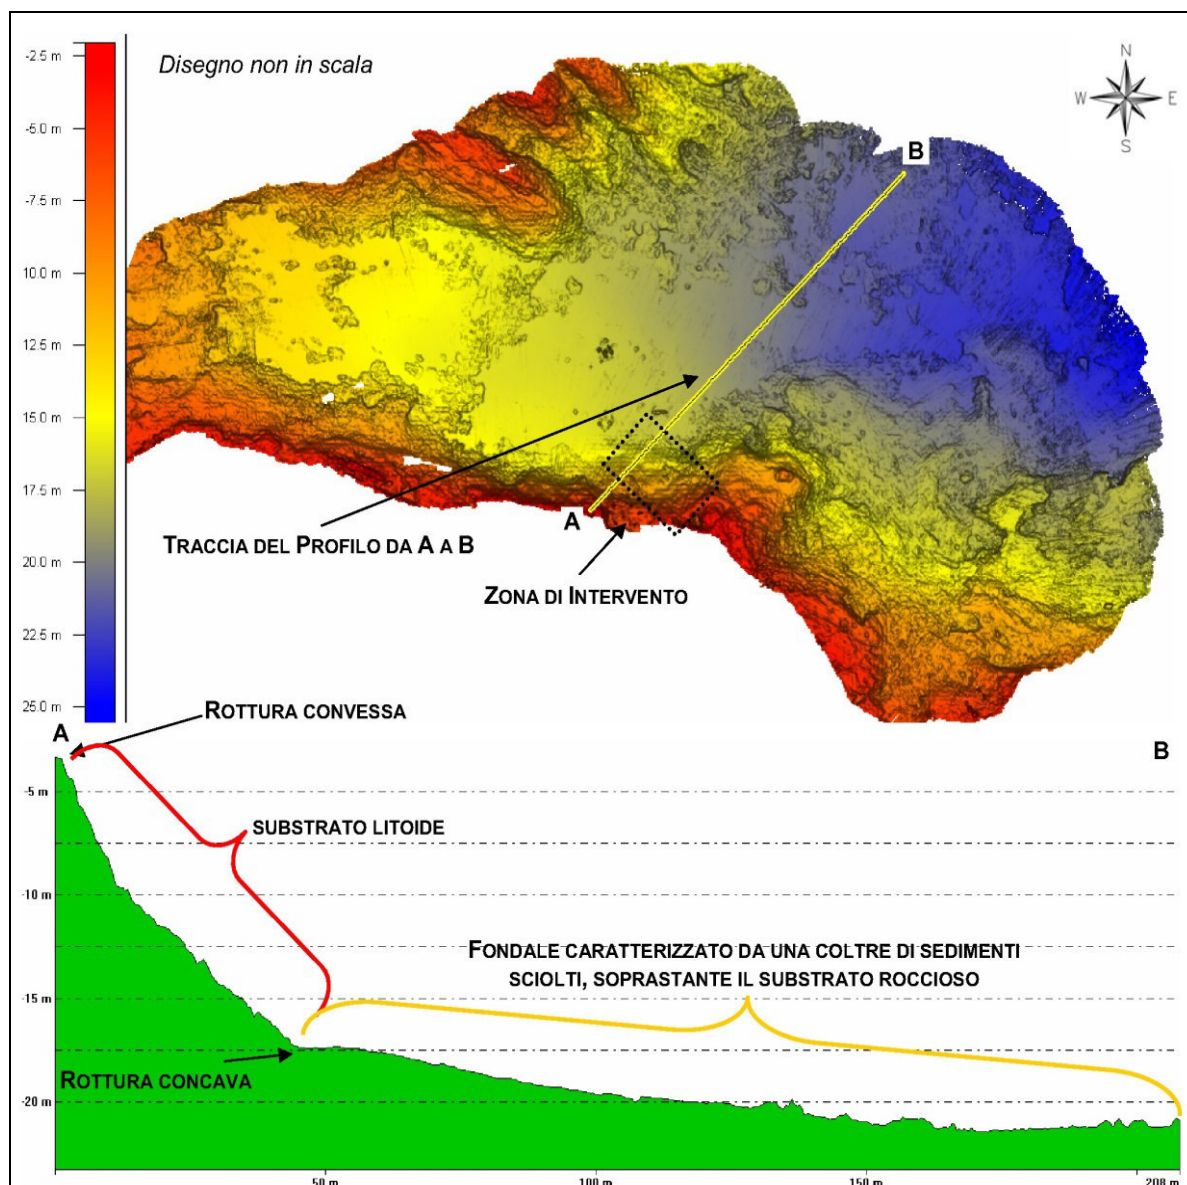 -2.5 m
Disegno non in scala
N
W
E
S
-5.0 m
-7.5 m
10.0 m
12.5 m
15.0 m
17.5 m
20.0 m
22.5 m
25.0 m
B
A
TRACCIA DEL PROFILO DA A A B
ZONA DI INTERVENTO
ROTTURA CONVESSA
A
B
-5 m
SUBSTRATO LITOIDE
-10 m
FONDALE CARATTERIZZATO DA UNA COLTRE DI SEDIMENTI
SCIOLTI, SOPRASTANTE IL SUBSTRATO ROCCIOSO
-15 m
ROTTURA CONCAVA
-20 m
50 m
100 m
150 m
208 m